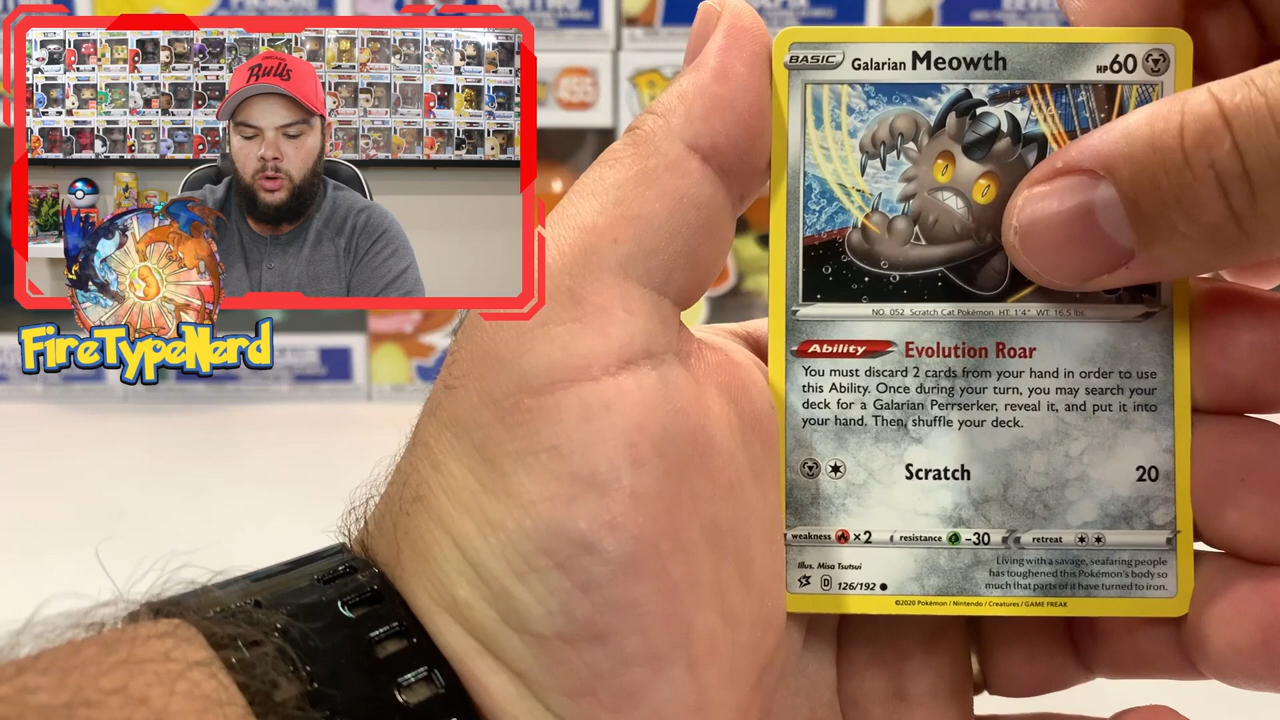 Bulls
FireTypeNerd
BASIC Galarian Meowth HP 60
NO. 052 Scratch Cat Pokémon HT: 1'4" WT: 16.5 lbs.
Ability Evolution Roar
You must discard 2 cards from your hand in order to use
this Ability. Once during your turn, you may search your
deck for a Galarian Perrserker, reveal it, and put it into
your hand. Then, shuffle your deck.
Scratch 20
weakness ×2 resistance -30 retreat
Illus. Misa Tsutsui
D 126/192
Living with a savage, seafaring people
has toughened this Pokémon's body so
much that parts of it have turned to iron.
©2020 Pokémon / Nintendo / Creatures / GAME FREAK